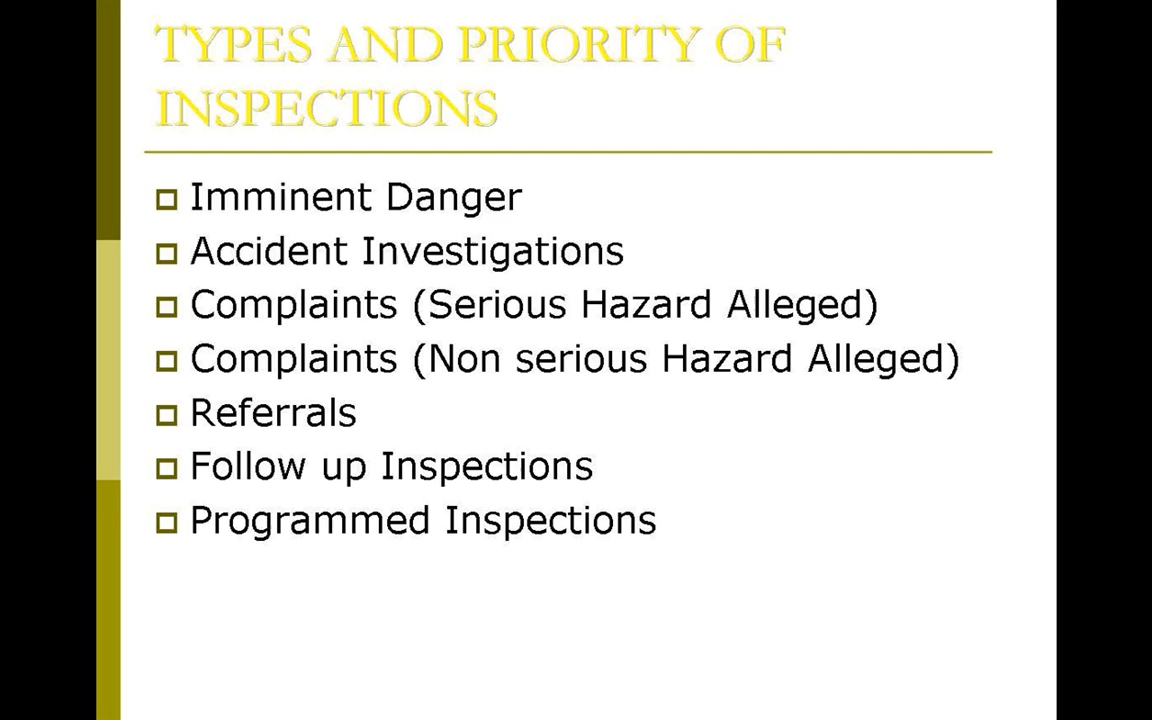 TYPES AND PRIORITY OF
INSPECTIONS
Imminent Danger
Accident Investigations
Complaints (Serious Hazard Alleged)
Complaints (Non serious Hazard Alleged)
Referrals
Follow up Inspections
Programmed Inspections